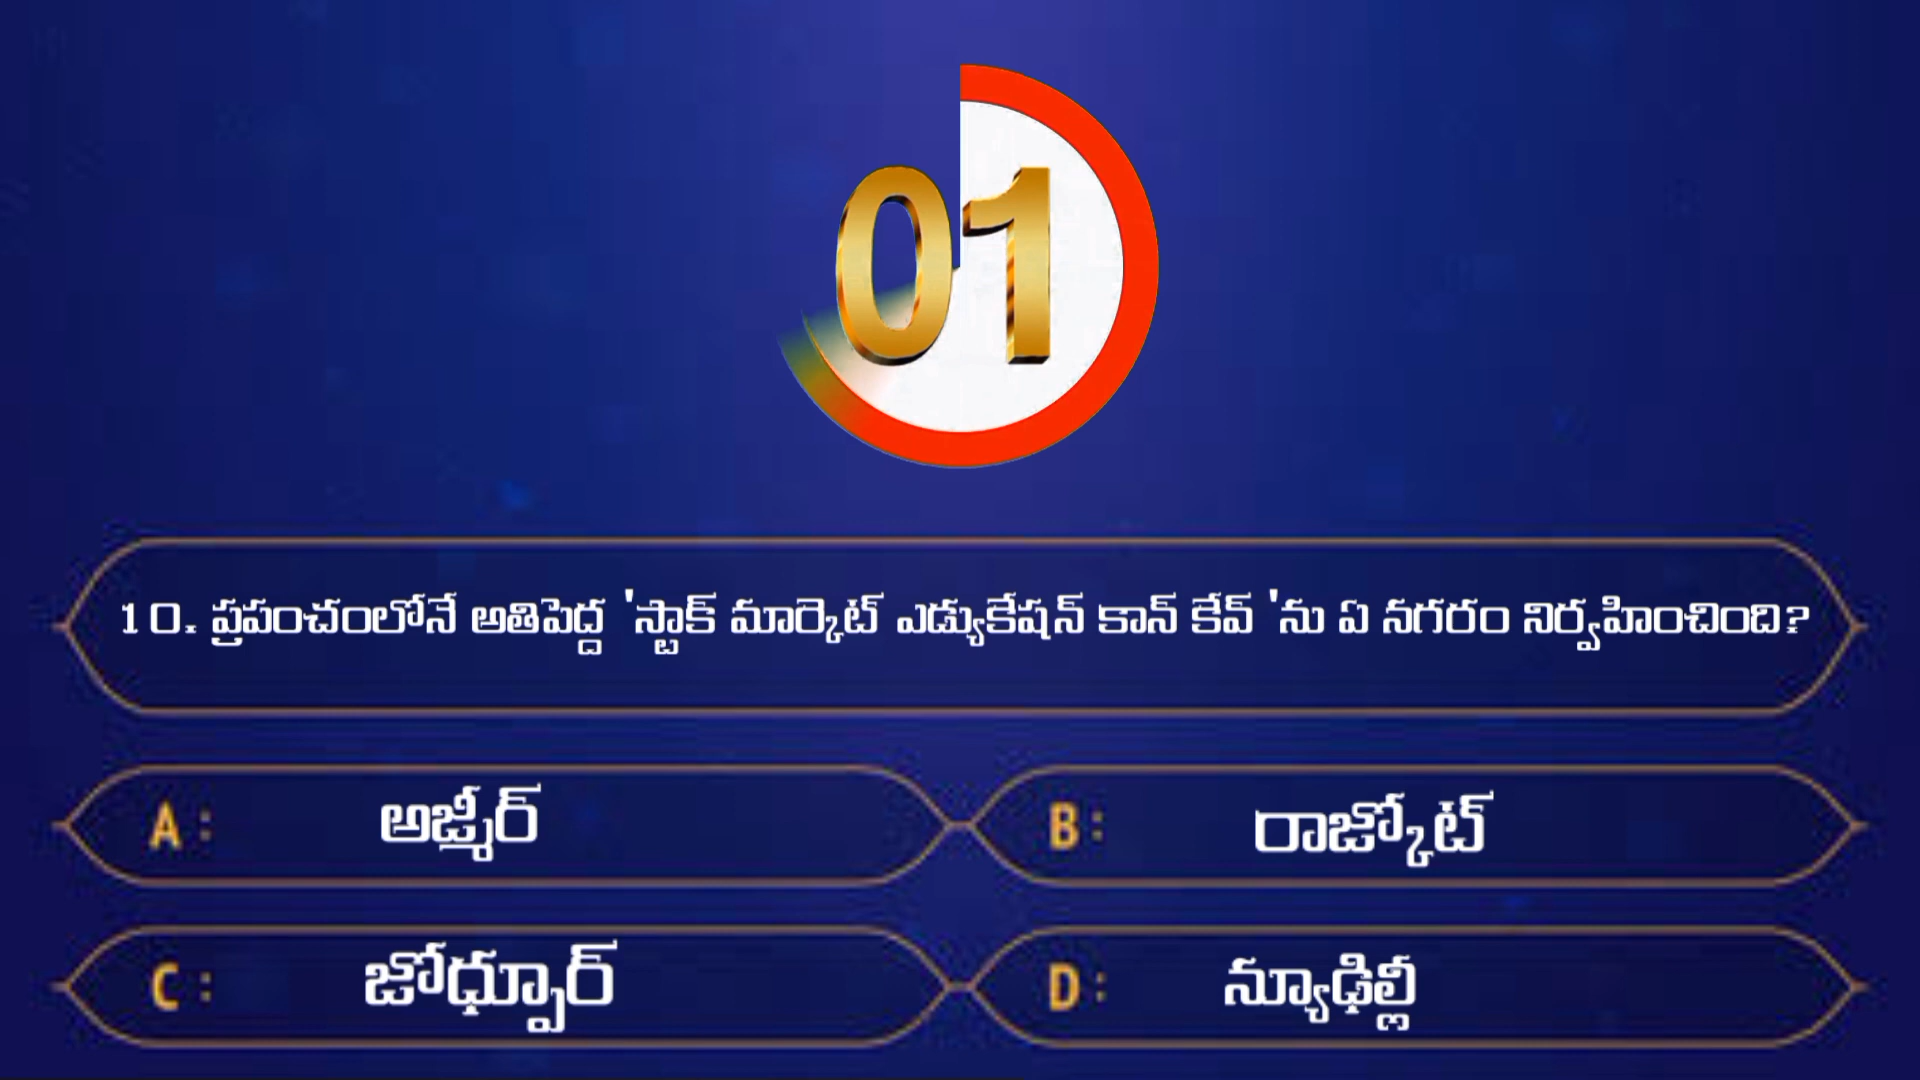 01
10. ప్రపంచంలోనే అతిపెద్ద 'స్టాక్ మార్కెట్ ఎడ్యుకేషన్ కాన్ కేవ్ 'ను ఏ నగరం నిర్వహించింది?
A : అజ్మీర్
B : రాజ్కోట్
C : జోధ్పూర్
D : న్యూఢిల్లీ